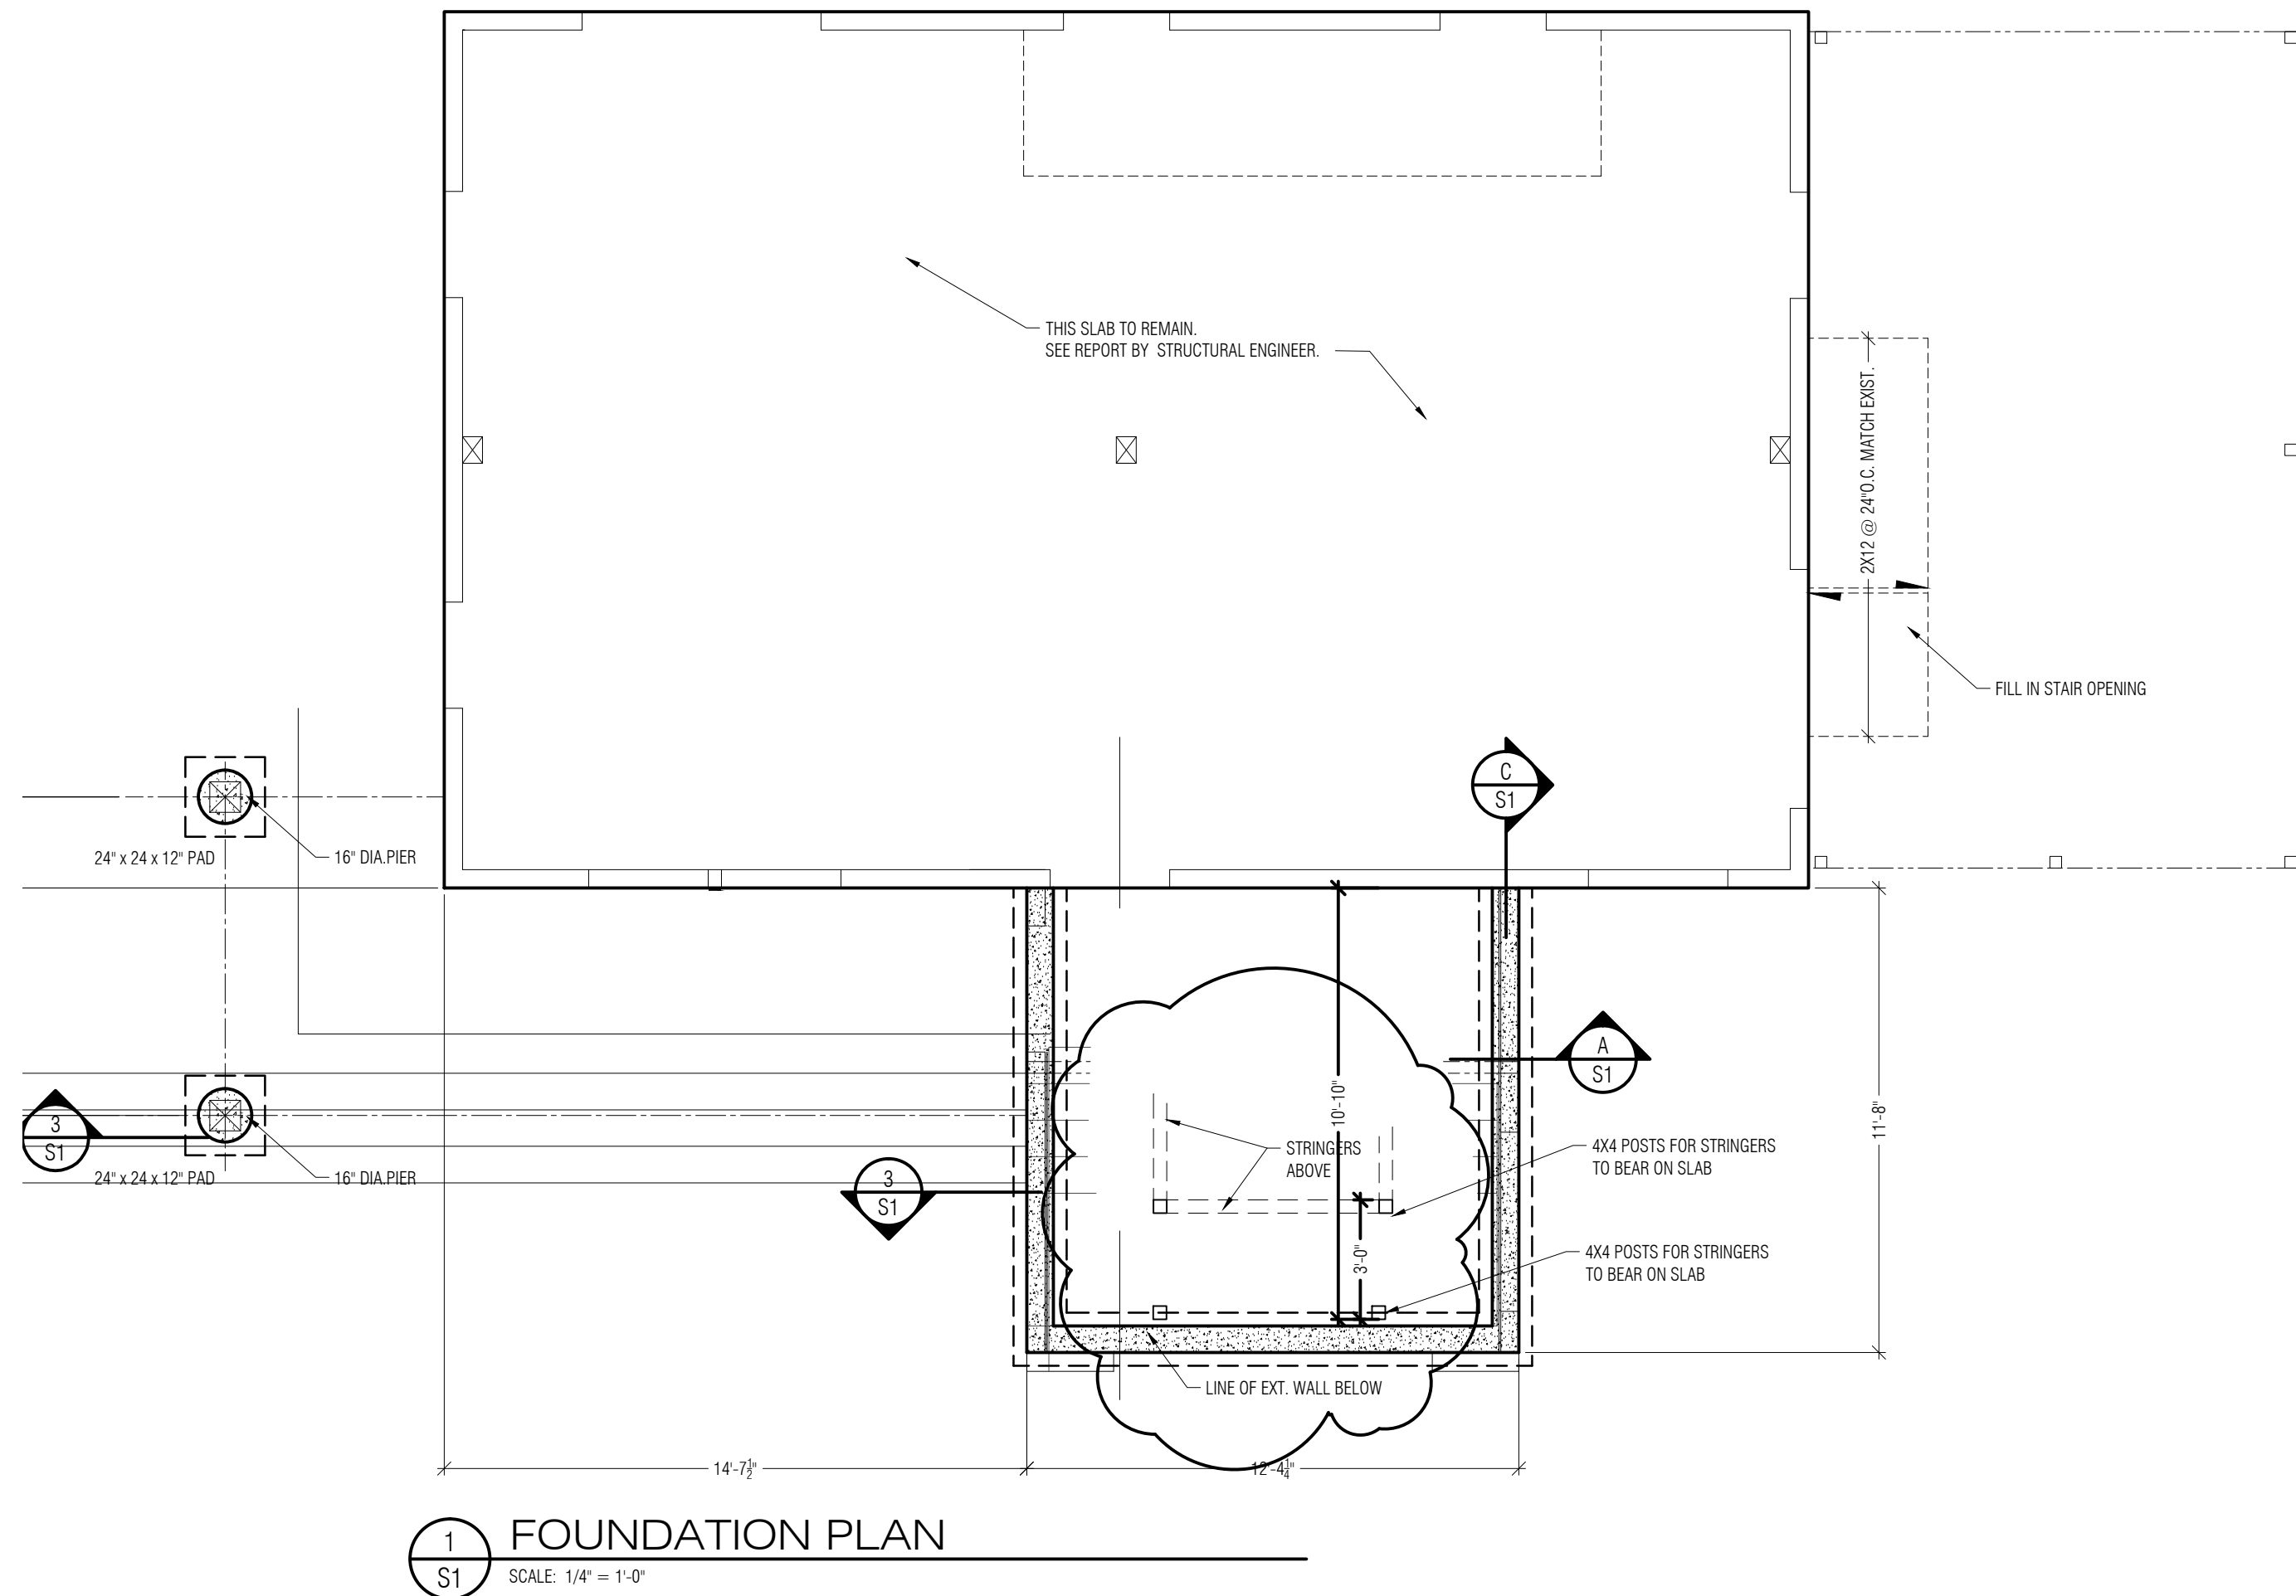 THIS SLAB TO REMAIN.
SEE REPORT BY STRUCTURAL ENGINEER.
2X12 @ 24"O.C. MATCH EXIST.
FILL IN STAIR OPENING
C
S1
24" x 24 x 12" PAD
16" DIA.PIER
A
S1
10'-10"
11'-8"
3
S1
24" x 24 x 12" PAD
16" DIA.PIER
3
S1
STRINGERS
ABOVE
4X4 POSTS FOR STRINGERS
TO BEAR ON SLAB
3'-0"
4X4 POSTS FOR STRINGERS
TO BEAR ON SLAB
LINE OF EXT. WALL BELOW
14'-7½"
12'-4¼"
1
S1
FOUNDATION PLAN
SCALE: 1/4" = 1'-0"